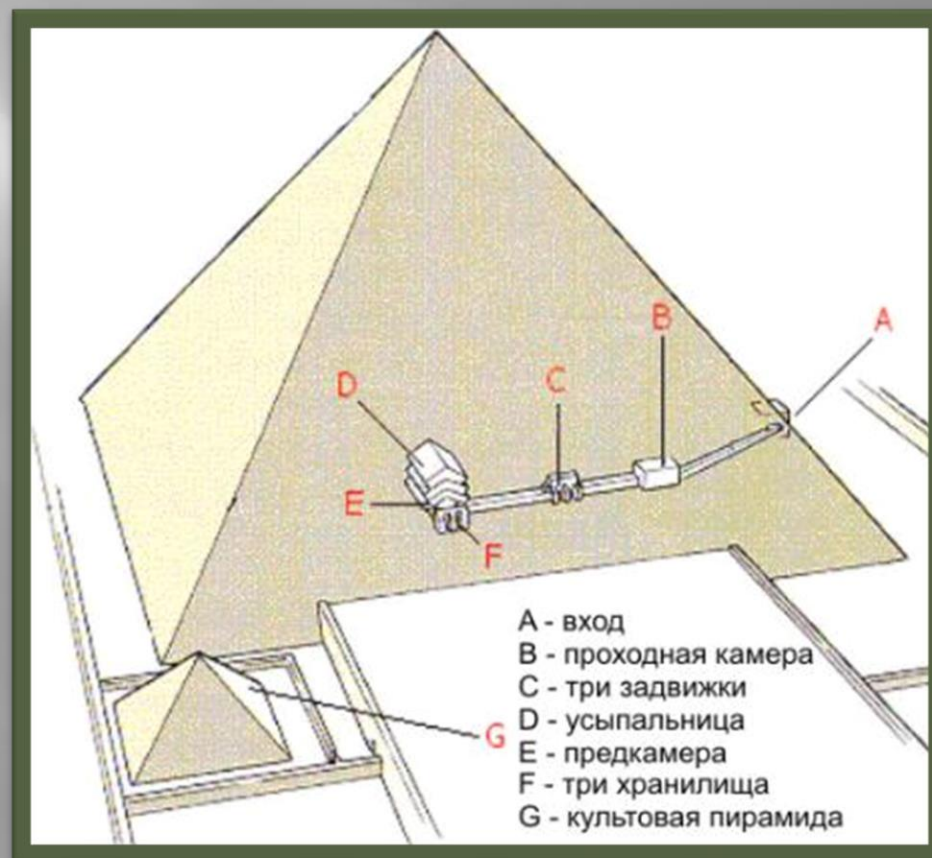 B
A
D
C
E
F
G
A - вход
B - проходная камера
C - три задвижки
D - усыпальница
E - предкамера
F - три хранилища
G - культовая пирамида